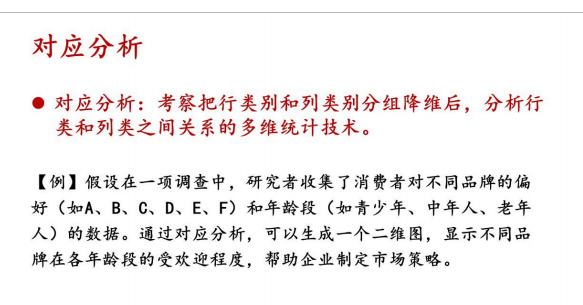 对应分析
● 对应分析：考察把行类别和列类别分组降维后，分析行
类和列类之间关系的多维统计技术。
【例】假设在一项调查中，研究者收集了消费者对不同品牌的偏
好（如A、B、C、D、E、F）和年龄段（如青少年、中年人、老年
人）的数据。通过对应分析，可以生成一个二维图，显示不同品
牌在各年龄段的受欢迎程度，帮助企业制定市场策略。